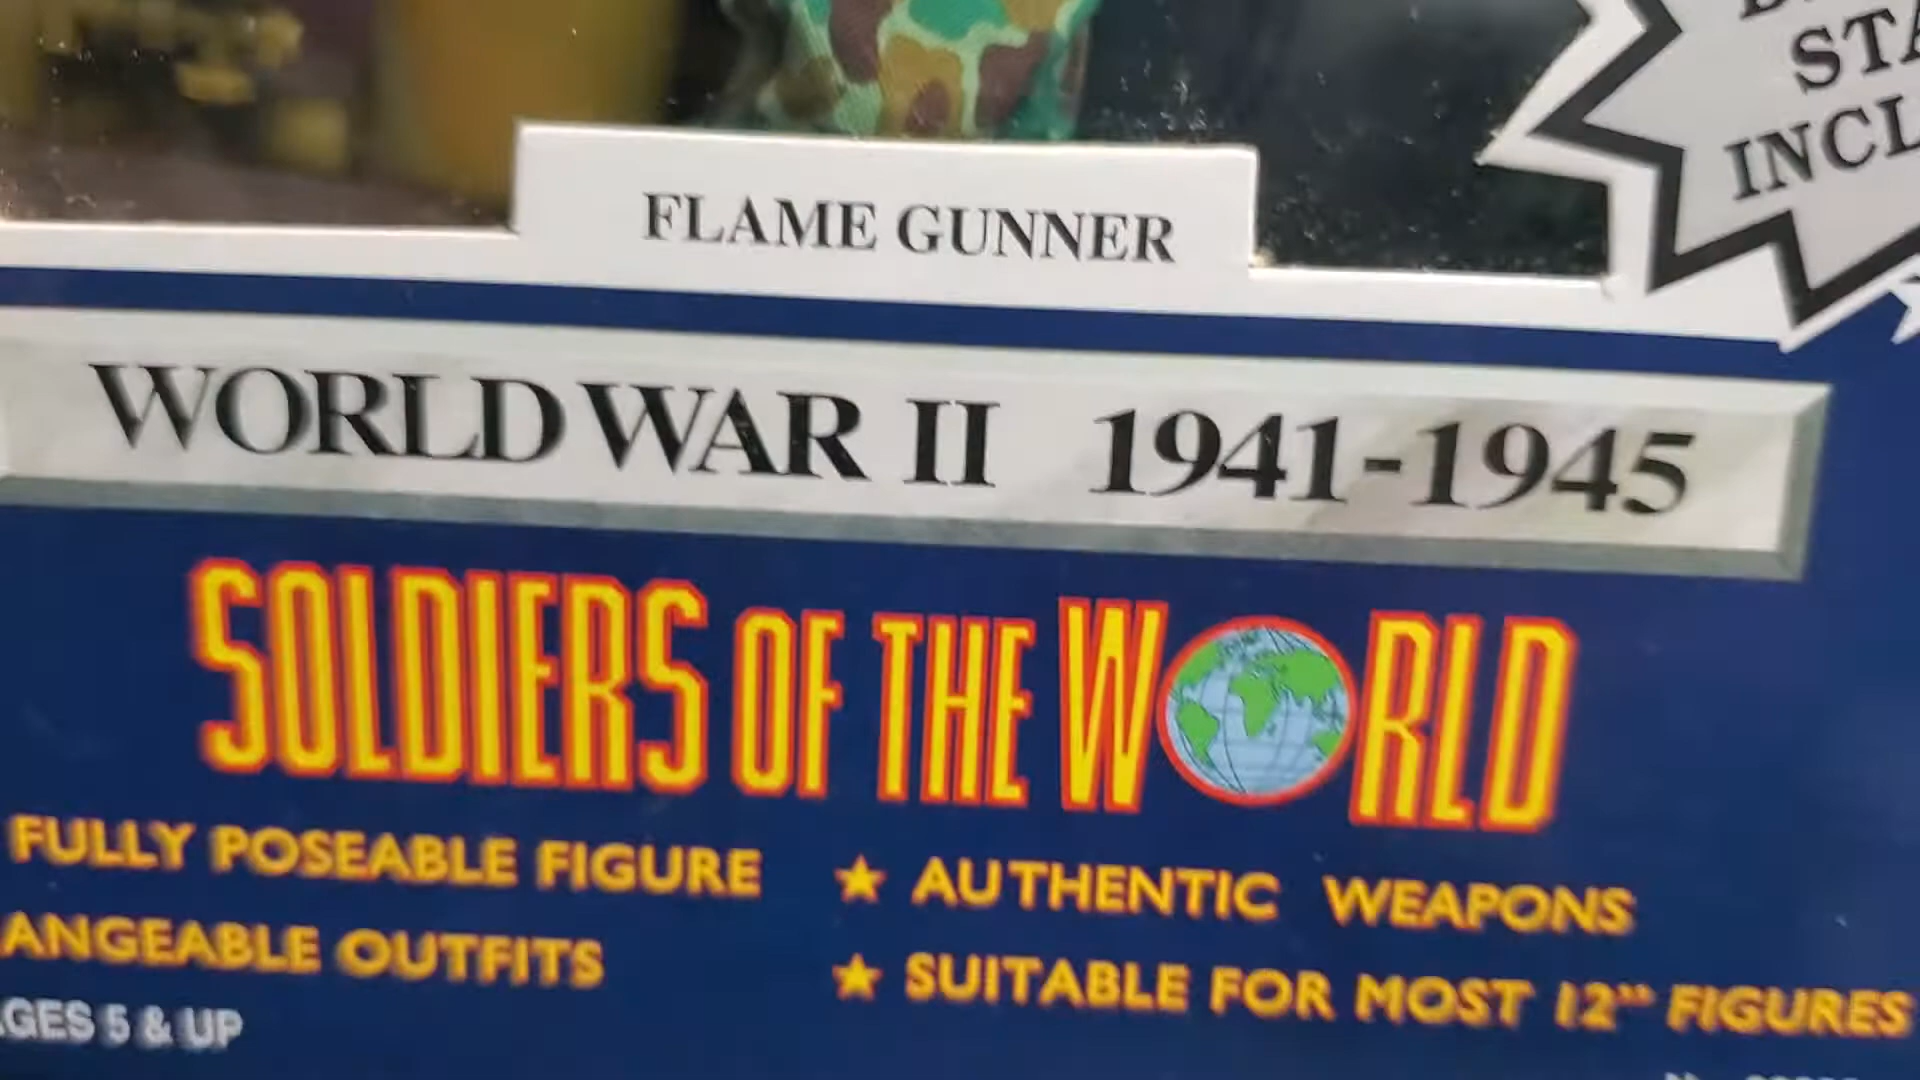 STA
INCL
FLAME GUNNER
WORLD WAR II 1941-1945
SOLDIERS OF THE WORLD
FULLY POSEABLE FIGURE ★ AUTHENTIC WEAPONS
ANGEABLE OUTFITS ★ SUITABLE FOR MOST 12" FIGURES
GES 5 & UP